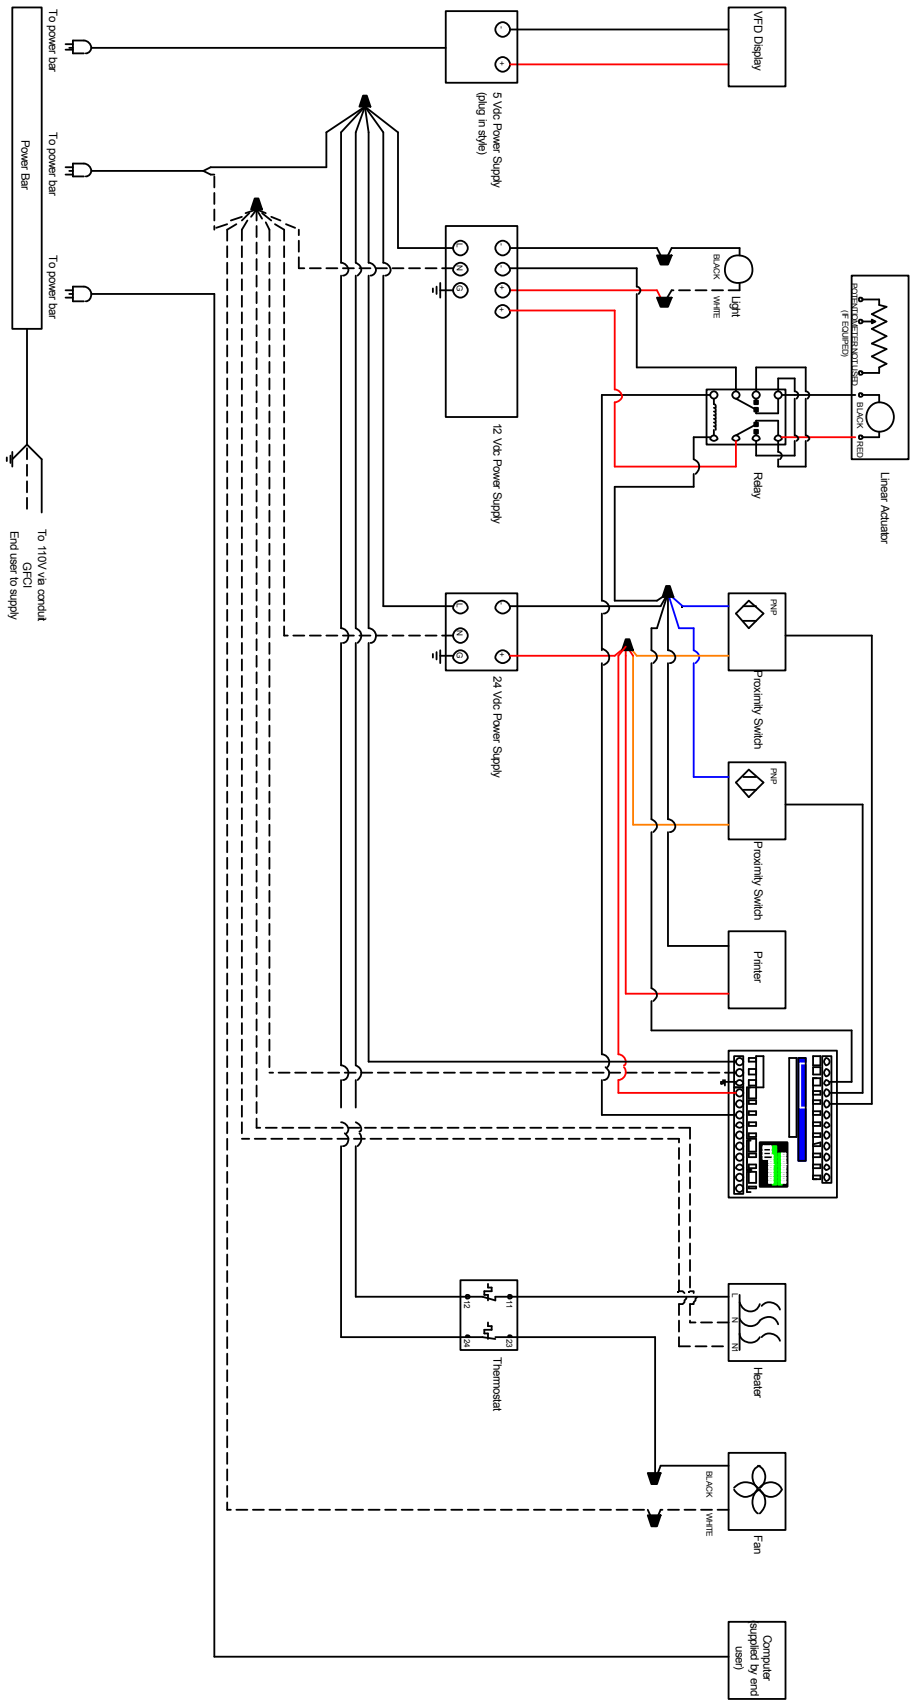 To power bar
To power bar
To power bar
Power Bar
To 110V via conduit
GFCI
End user to supply
5 Vdc Power Supply
(plug in style)
-
+
VFD Display
12 Vdc Power Supply
L
N
G
-
-
+
+
BLACK
WHITE
Light
POTENTIOMETER NOT USED
(IF EQUIPED)
BLACK
RED
Linear Actuator
Relay
24 Vdc Power Supply
L
N
G
-
+
PNP
Proximity Switch
PNP
Proximity Switch
Printer
12
11
24
23
Thermostat
L
N
N1
Heater
BLACK
WHITE
Fan
Computer
(supplied by end
user)